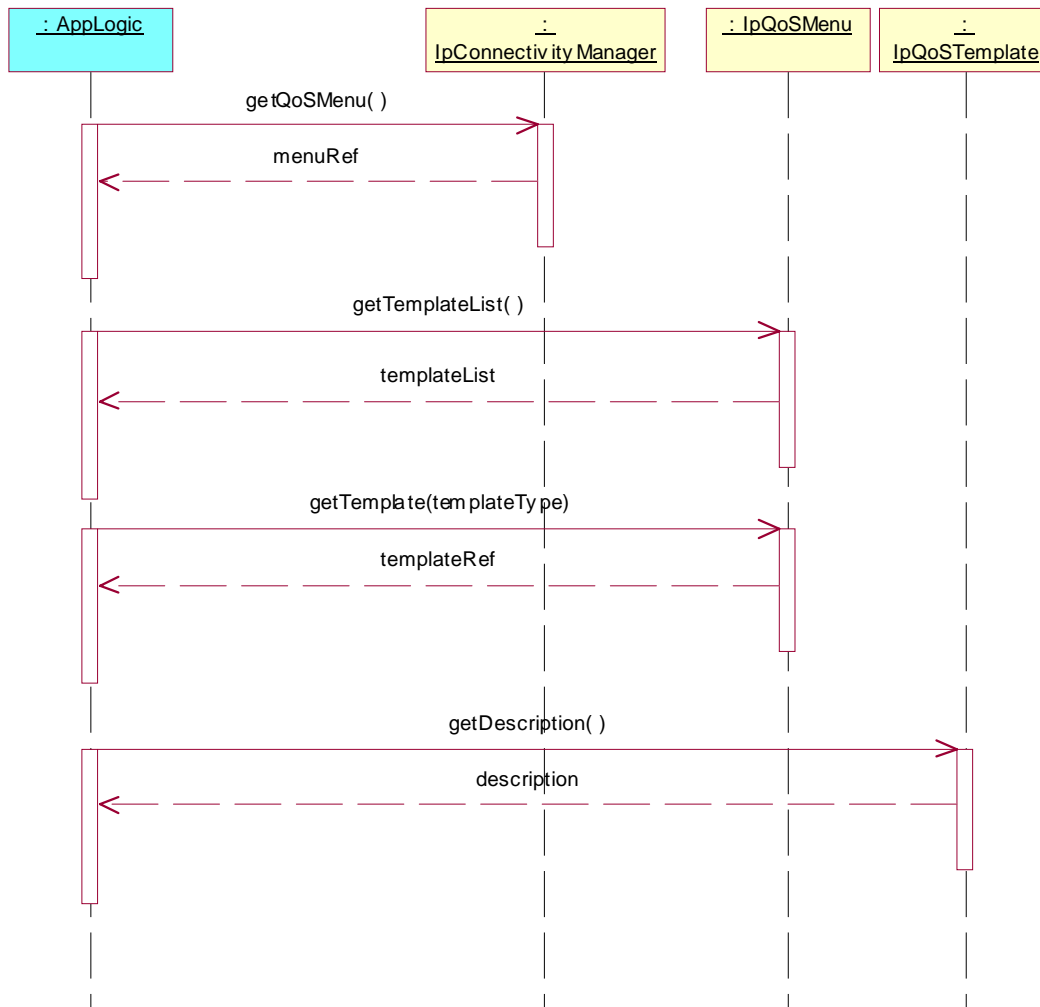 : AppLogic
:
IpConnectivity Manager
: IpQoSMenu
:
IpQoSTemplate
getQoSMenu( )
menuRef
getTemplateList( )
templateList
getTemplate(templateType)
templateRef
getDescription( )
description